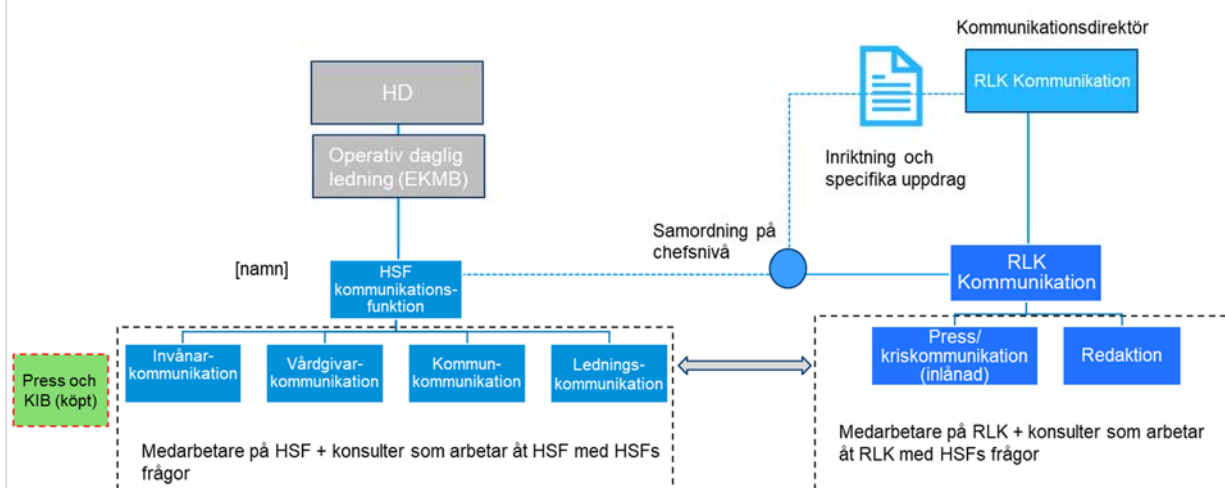 Kommunikationsdirektör
RLK Kommunikation
HD
Operativ daglig
ledning (EKMB)
Inriktning och
specifika uppdrag
Samordning på
chefsnivå
[namn]
HSF
kommunikations-
funktion
RLK
Kommunikation
Press och
KIB (köpt)
Invånar-
kommunikation
Vårdgivar-
kommunikation
Kommun-
kommunikation
Lednings-
kommunikation
Press/
kriskommunikation
(inlånad)
Redaktion
Medarbetare på HSF + konsulter som arbetar åt HSF med HSFs
frågor
Medarbetare på RLK + konsulter som arbetar
åt RLK med HSFs frågor